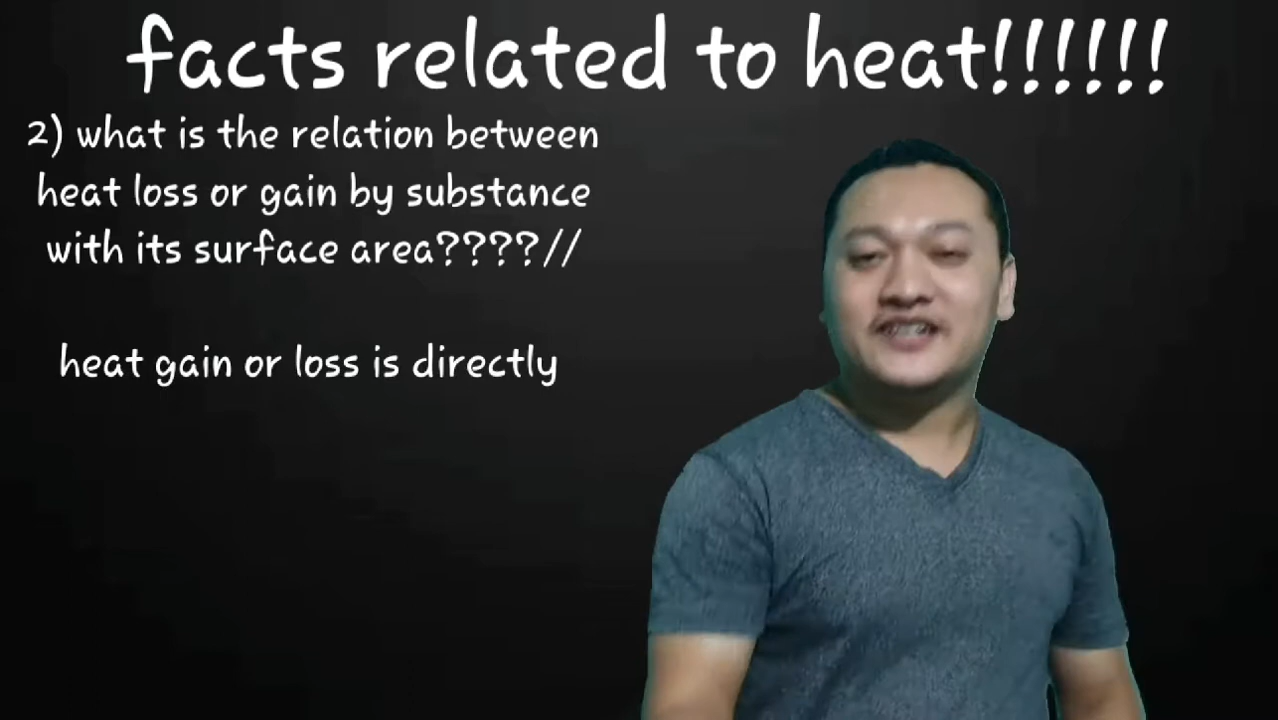 facts related to heat!!!!!!
2) what is the relation between
heat loss or gain by substance
with its surface area????//
heat gain or loss is directly